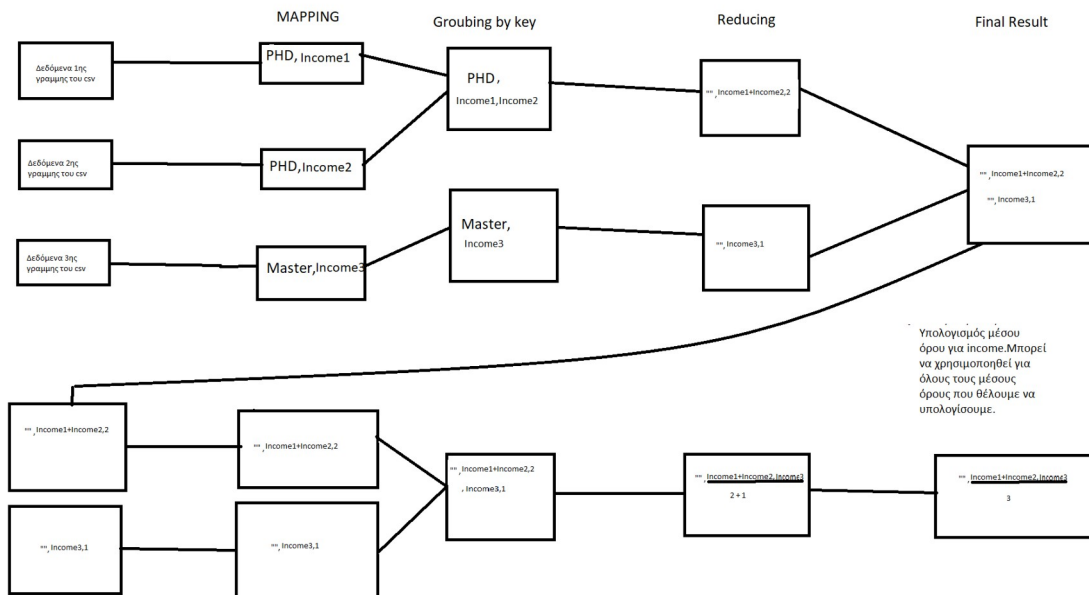 MAPPING
Groubing by key
Reducing
Final Result
Δεδόμενα 1ης
γραμμης του csv
PHD, Income1
PHD,
Income1,Income2
"",Income1+Income2,2
Δεδόμενα 2ης
γραμμης του csv
PHD,Income2
"",Income1+Income2,2
"",Income3,1
Δεδόμενα 3ης
γραμμης του csv
Master,Income3
Master,
Income3
"",Income3,1
Υπολογισμός μέσου
όρου για income.Μπορεί
να χρησιμοποηθεί για
όλους τους μέσους
όρους που θέλουμε να
υπολογίσουμε.
"",Income1+Income2,2
"",Income1+Income2,2
"",Income1+Income2,2
,Income3,1
"",Income1+Income2,Income3
2 + 1
"",Income1+Income2,Income3
3
"",Income3,1
"",Income3,1